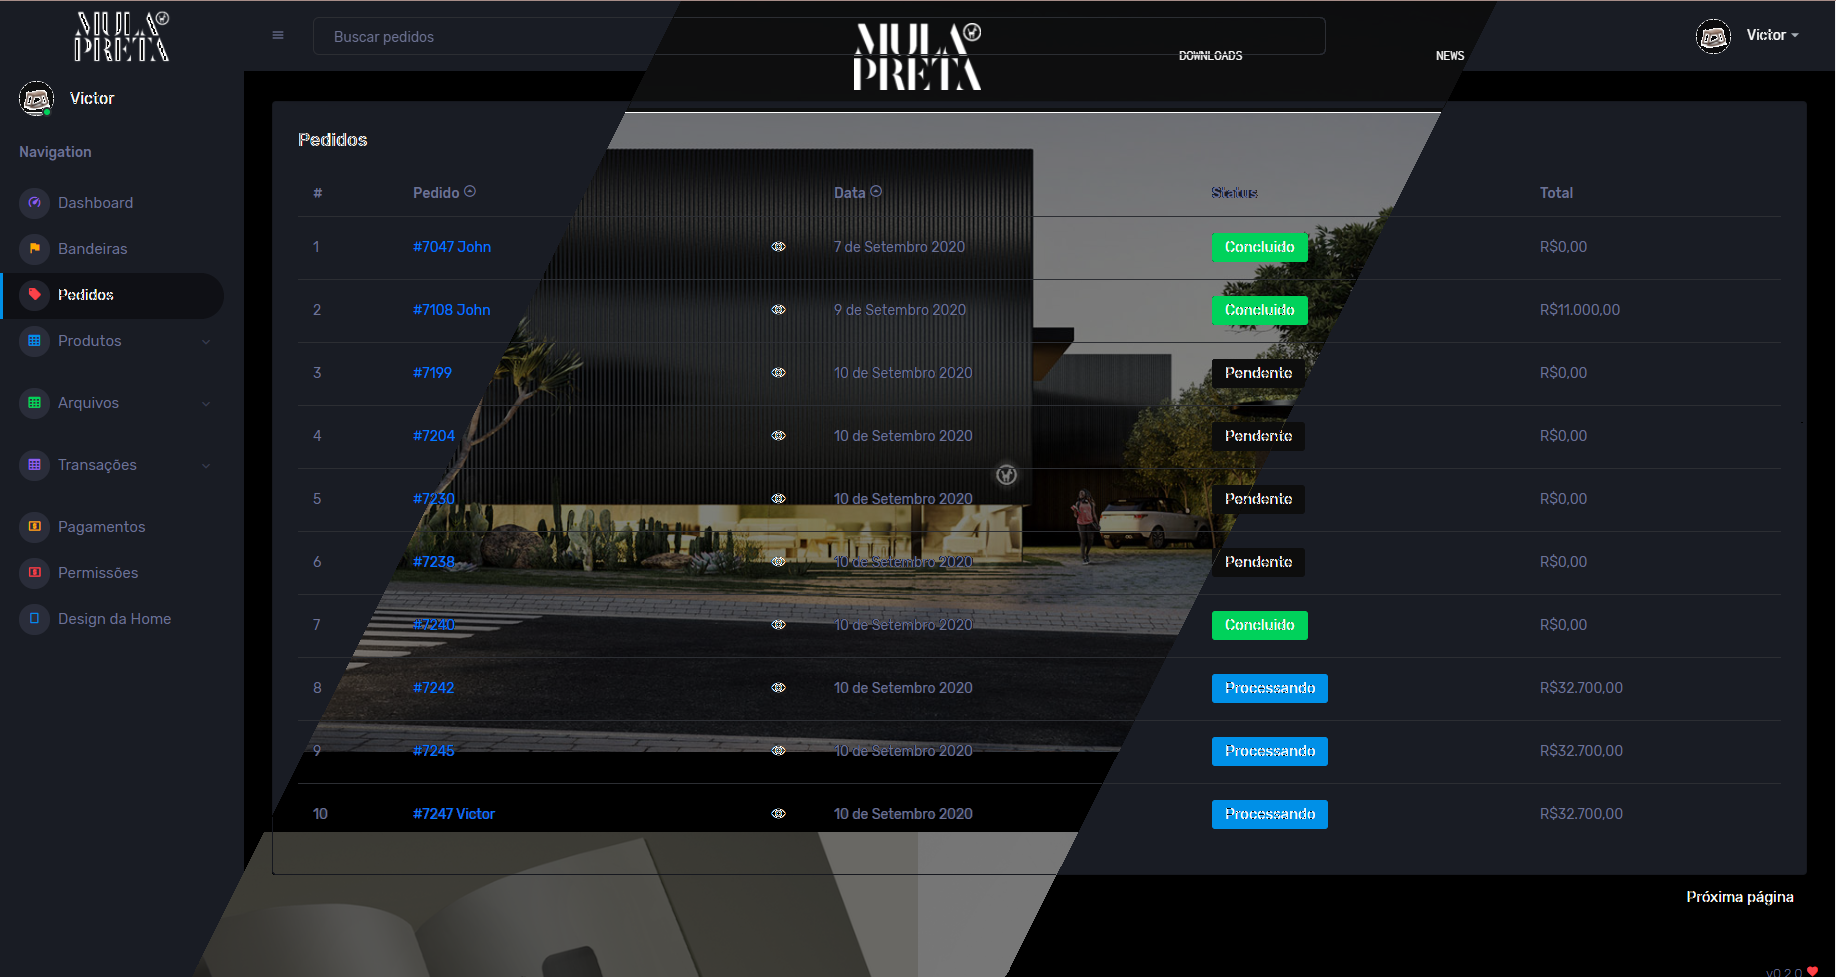 MULA
PRETA
Buscar pedidos
MULA
PRETA
DOWNLOADS
NEWS
Victor
Victor
Navigation
Dashboard
Bandeiras
Pedidos
Produtos
Arquivos
Transações
Pagamentos
Permissões
Design da Home
Pedidos
# Pedido Data Status Total
1 #7047 John 7 de Setembro 2020 Concluido R$0,00
2 #7108 John 9 de Setembro 2020 Concluido R$11.000,00
3 #7199 10 de Setembro 2020 Pendente R$0,00
4 #7204 10 de Setembro 2020 Pendente R$0,00
5 #7230 10 de Setembro 2020 Pendente R$0,00
6 #7238 10 de Setembro 2020 Pendente R$0,00
7 #7240 10 de Setembro 2020 Concluido R$0,00
8 #7242 10 de Setembro 2020 Processando R$32.700,00
9 #7245 10 de Setembro 2020 Processando R$32.700,00
10 #7247 Victor 10 de Setembro 2020 Processando R$32.700,00
Próxima página
v0.2.0